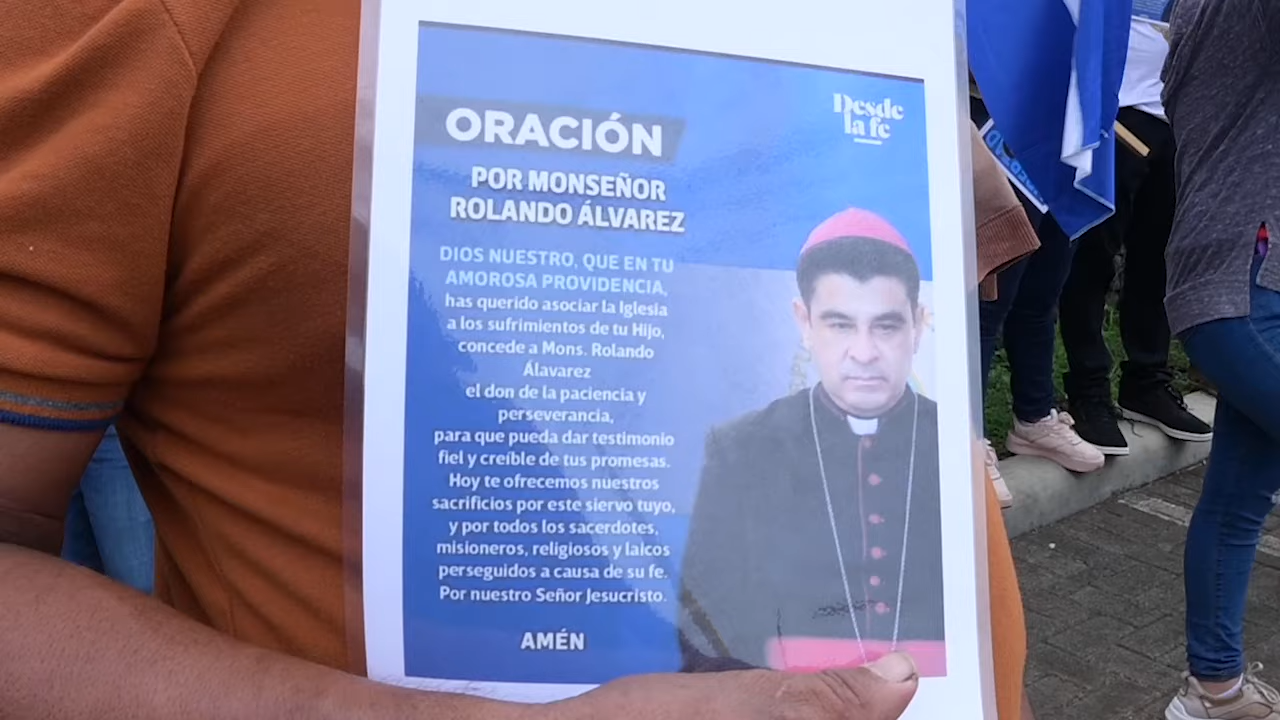 Desde
la fe
ORACIÓN
POR MONSEÑOR
ROLANDO ÁLVAREZ
DIOS NUESTRO, QUE EN TU
AMOROSA PROVIDENCIA,
has querido asociar la Iglesia
a los sufrimientos de tu Hijo,
concede a Mons. Rolando
Álavarez
el don de la paciencia y
perseverancia,
para que pueda dar testimonio
fiel y creíble de tus promesas.
Hoy te ofrecemos nuestros
sacrificios por este siervo tuyo,
y por todos los sacerdotes,
misioneros, religiosos y laicos
perseguidos a causa de su fe.
Por nuestro Señor Jesucristo.
AMÉN